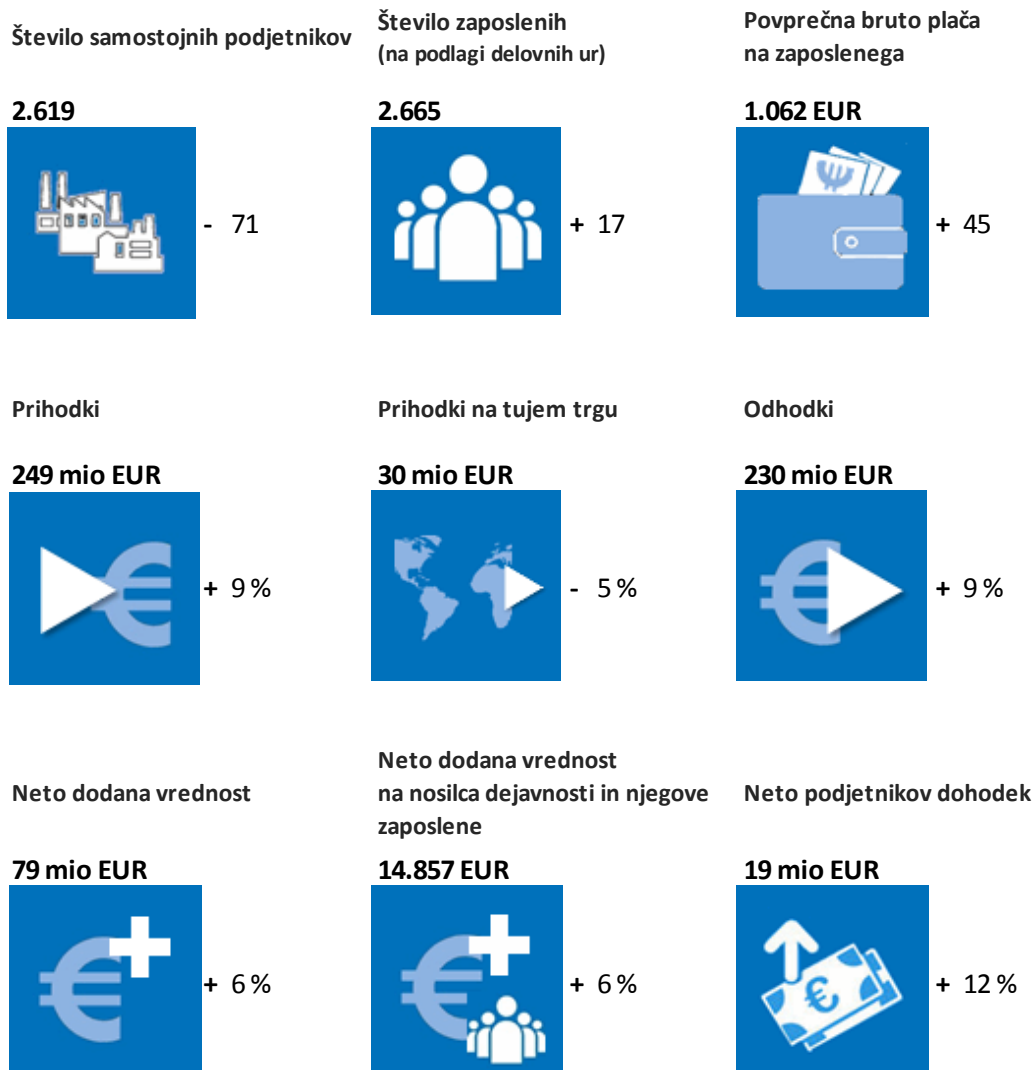 Število samostojnih podjetnikov
2.619
- 71
Število zaposlenih
(na podlagi delovnih ur)
2.665
+ 17
Povprečna bruto plača
na zaposlenega
1.062 EUR
+ 45
Prihodki
249 mio EUR
+ 9 %
Prihodki na tujem trgu
30 mio EUR
- 5 %
Odhodki
230 mio EUR
+ 9 %
Neto dodana vrednost
79 mio EUR
+ 6 %
Neto dodana vrednost
na nosilca dejavnosti in njegove
zaposlene
14.857 EUR
+ 6 %
Neto podjetnikov dohodek
19 mio EUR
+ 12 %